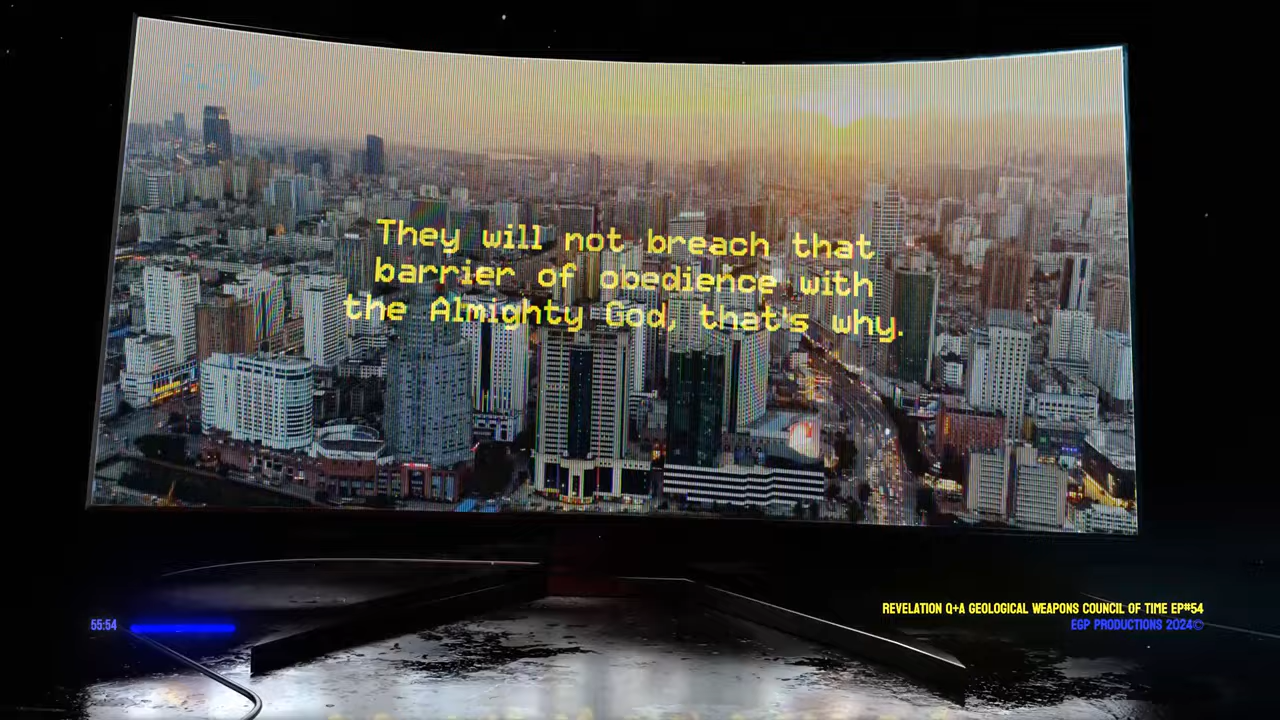 They will not breach that
barrier of obedience with
the Almighty God, that's why.
55:54
REVELATION Q+A GEOLOGICAL WEAPONS COUNCIL OF TIME EP#54
EGP PRODUCTIONS 2024©